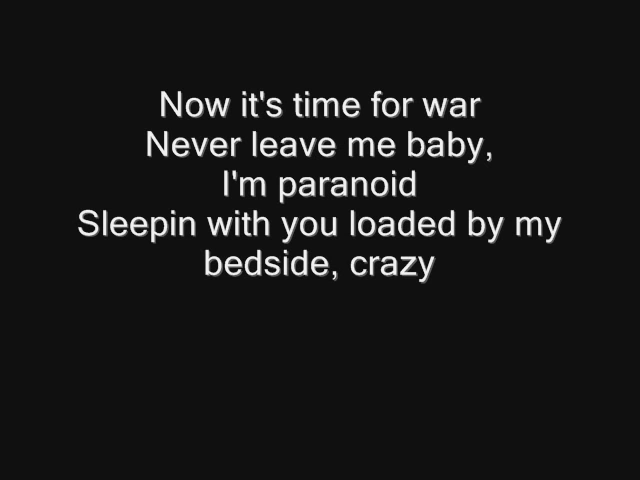 Now it's time for war
Never leave me baby,
I'm paranoid
Sleepin with you loaded by my
bedside, crazy